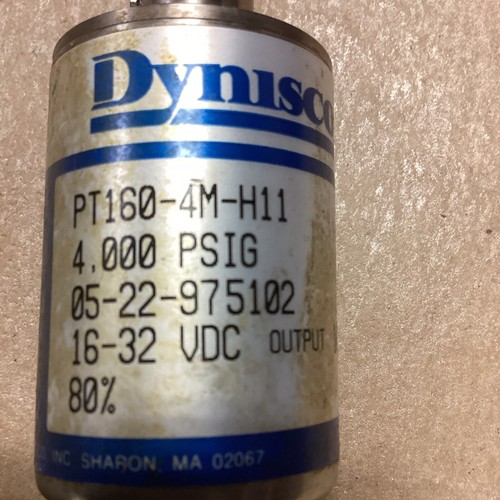 Dynisco
PT160-4M-H11
4,000 PSIG
05-22-975102
16-32 VDC OUTPUT
80%
INC SHARON, MA 02067